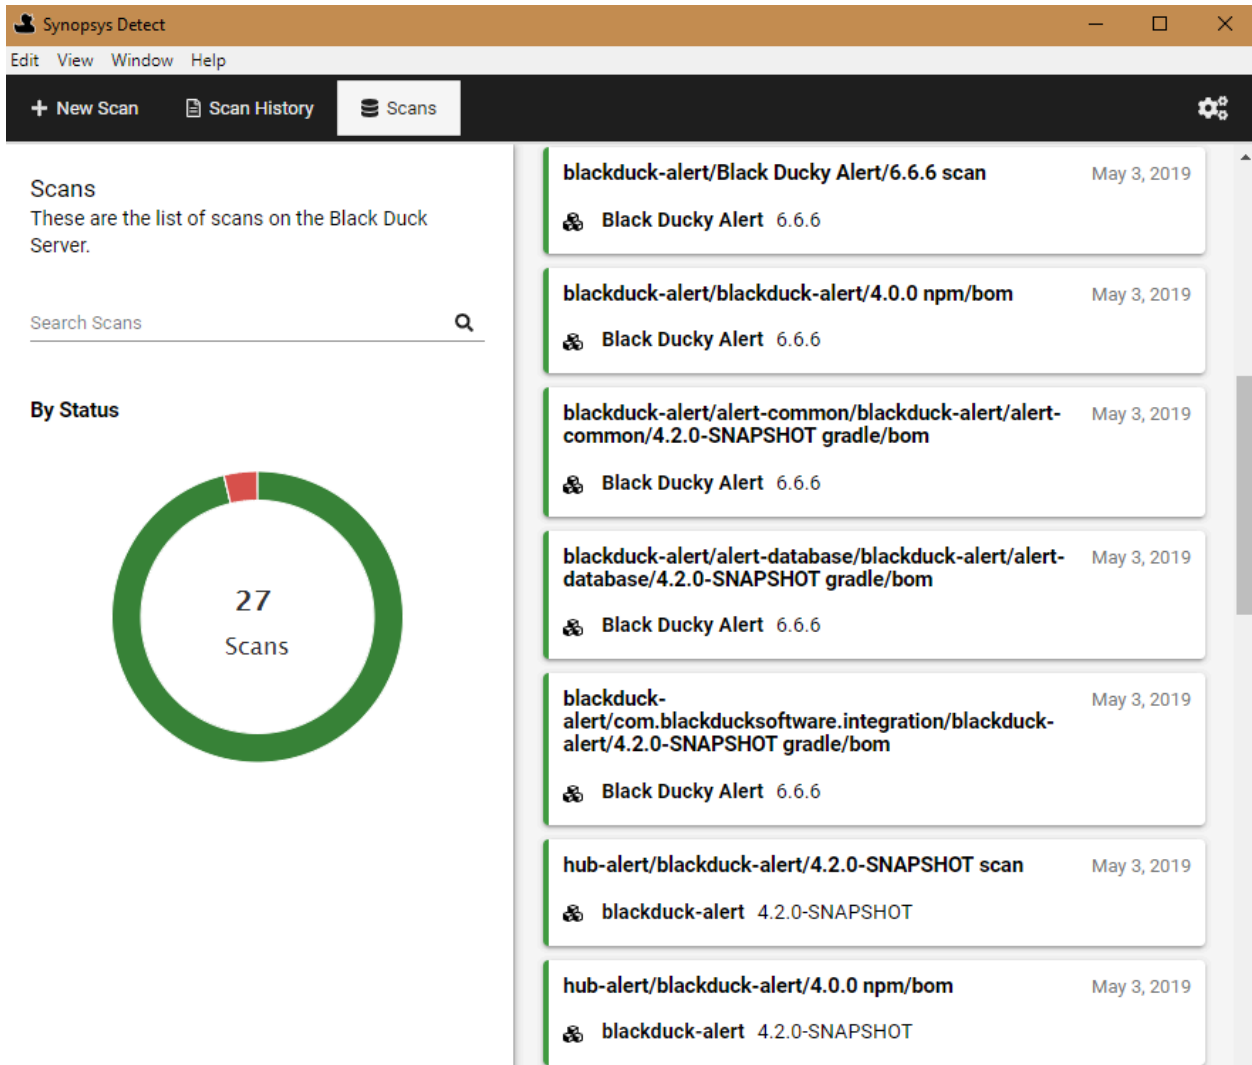 Synopsys Detect
Edit View Window Help
New Scan Scan History Scans
Scans
These are the list of scans on the Black Duck
Server.
Search Scans
By Status
27
Scans
blackduck-alert/Black Ducky Alert/6.6.6 scan May 3, 2019
Black Ducky Alert 6.6.6
blackduck-alert/blackduck-alert/4.0.0 npm/bom May 3, 2019
Black Ducky Alert 6.6.6
blackduck-alert/alert-common/blackduck-alert/alert- May 3, 2019
common/4.2.0-SNAPSHOT gradle/bom
Black Ducky Alert 6.6.6
blackduck-alert/alert-database/blackduck-alert/alert- May 3, 2019
database/4.2.0-SNAPSHOT gradle/bom
Black Ducky Alert 6.6.6
blackduck- May 3, 2019
alert/com.blackducksoftware.integration/blackduck-
alert/4.2.0-SNAPSHOT gradle/bom
Black Ducky Alert 6.6.6
hub-alert/blackduck-alert/4.2.0-SNAPSHOT scan May 3, 2019
blackduck-alert 4.2.0-SNAPSHOT
hub-alert/blackduck-alert/4.0.0 npm/bom May 3, 2019
blackduck-alert 4.2.0-SNAPSHOT